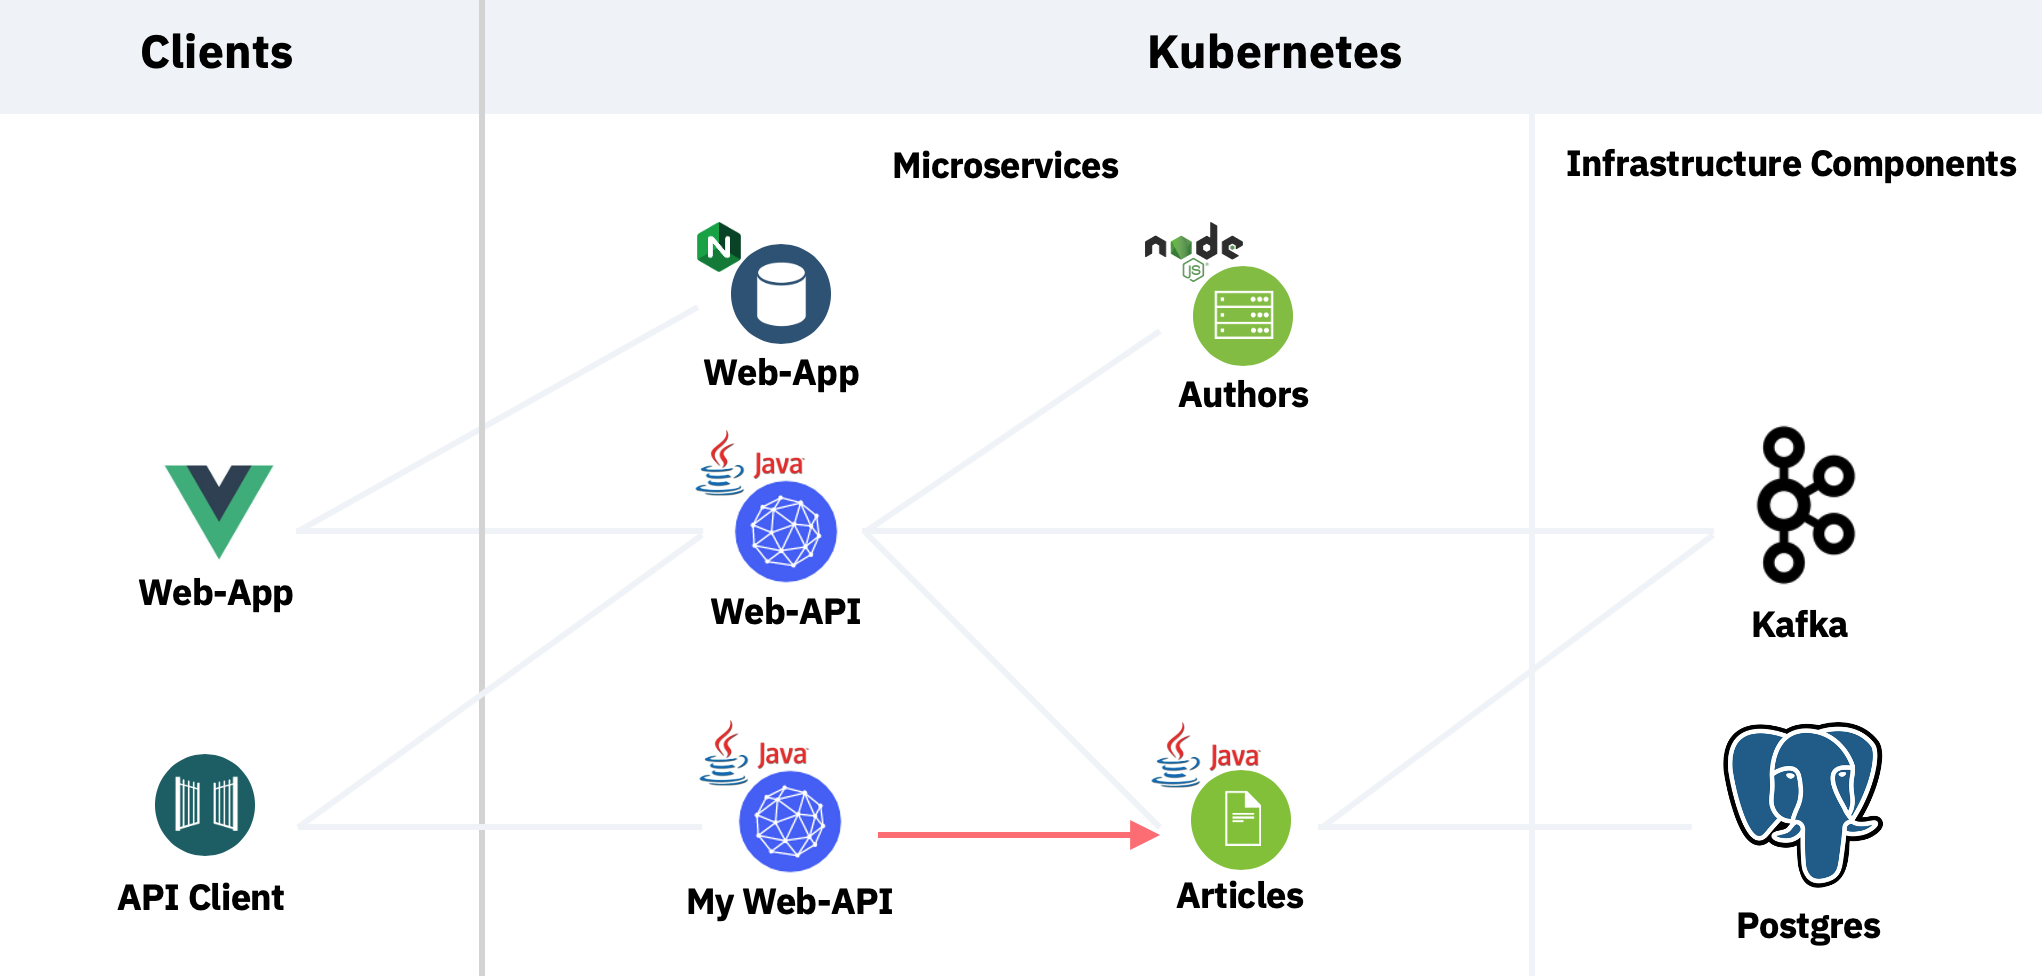 Clients
Kubernetes
Microservices
Infrastructure Components
N
node
JS
Web-App
Authors
Java
Web-App
Web-API
Kafka
Java
Java
API Client
My Web-API
Articles
Postgres